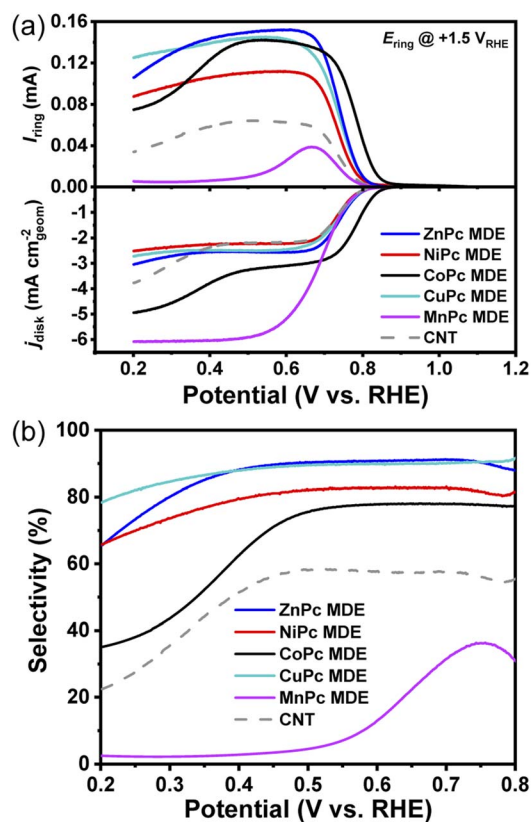 (a)
E_ring @ +1.5 V_RHE
I_ring (mA)
0.16
0.12
0.08
0.04
0.00
j_disk (mA cm⁻²_geom)
-1
-2
-3
-4
-5
-6
ZnPc MDE
NiPc MDE
CoPc MDE
CuPc MDE
MnPc MDE
CNT
0.2 0.4 0.6 0.8 1.0 1.2
Potential (V vs. RHE)
(b)
Selectivity (%)
100
80
60
40
20
0
ZnPc MDE
NiPc MDE
CoPc MDE
CuPc MDE
MnPc MDE
CNT
0.2 0.3 0.4 0.5 0.6 0.7 0.8
Potential (V vs. RHE)